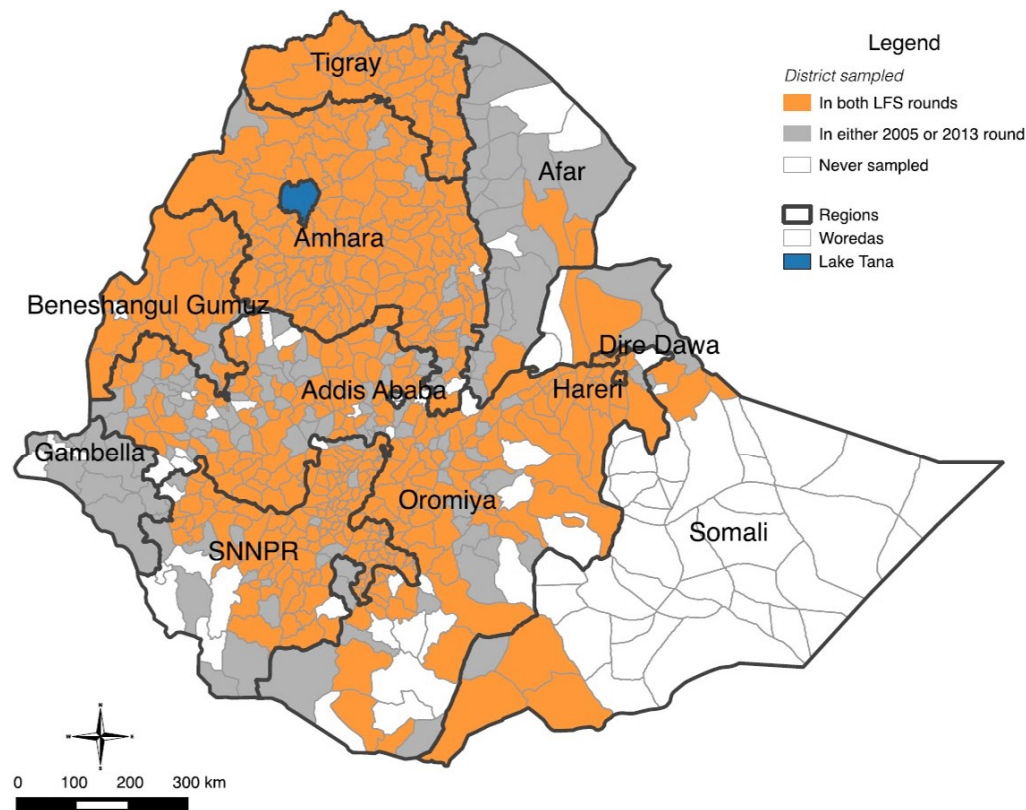 Legend
District sampled
In both LFS rounds
In either 2005 or 2013 round
Never sampled
Regions
Woredas
Lake Tana
Tigray
Afar
Amhara
Beneshangul Gumuz
Dire Dawa
Addis Ababa
Hareri
Gambella
Oromiya
Somali
SNNPR
N
W E
S
0 100 200 300 km